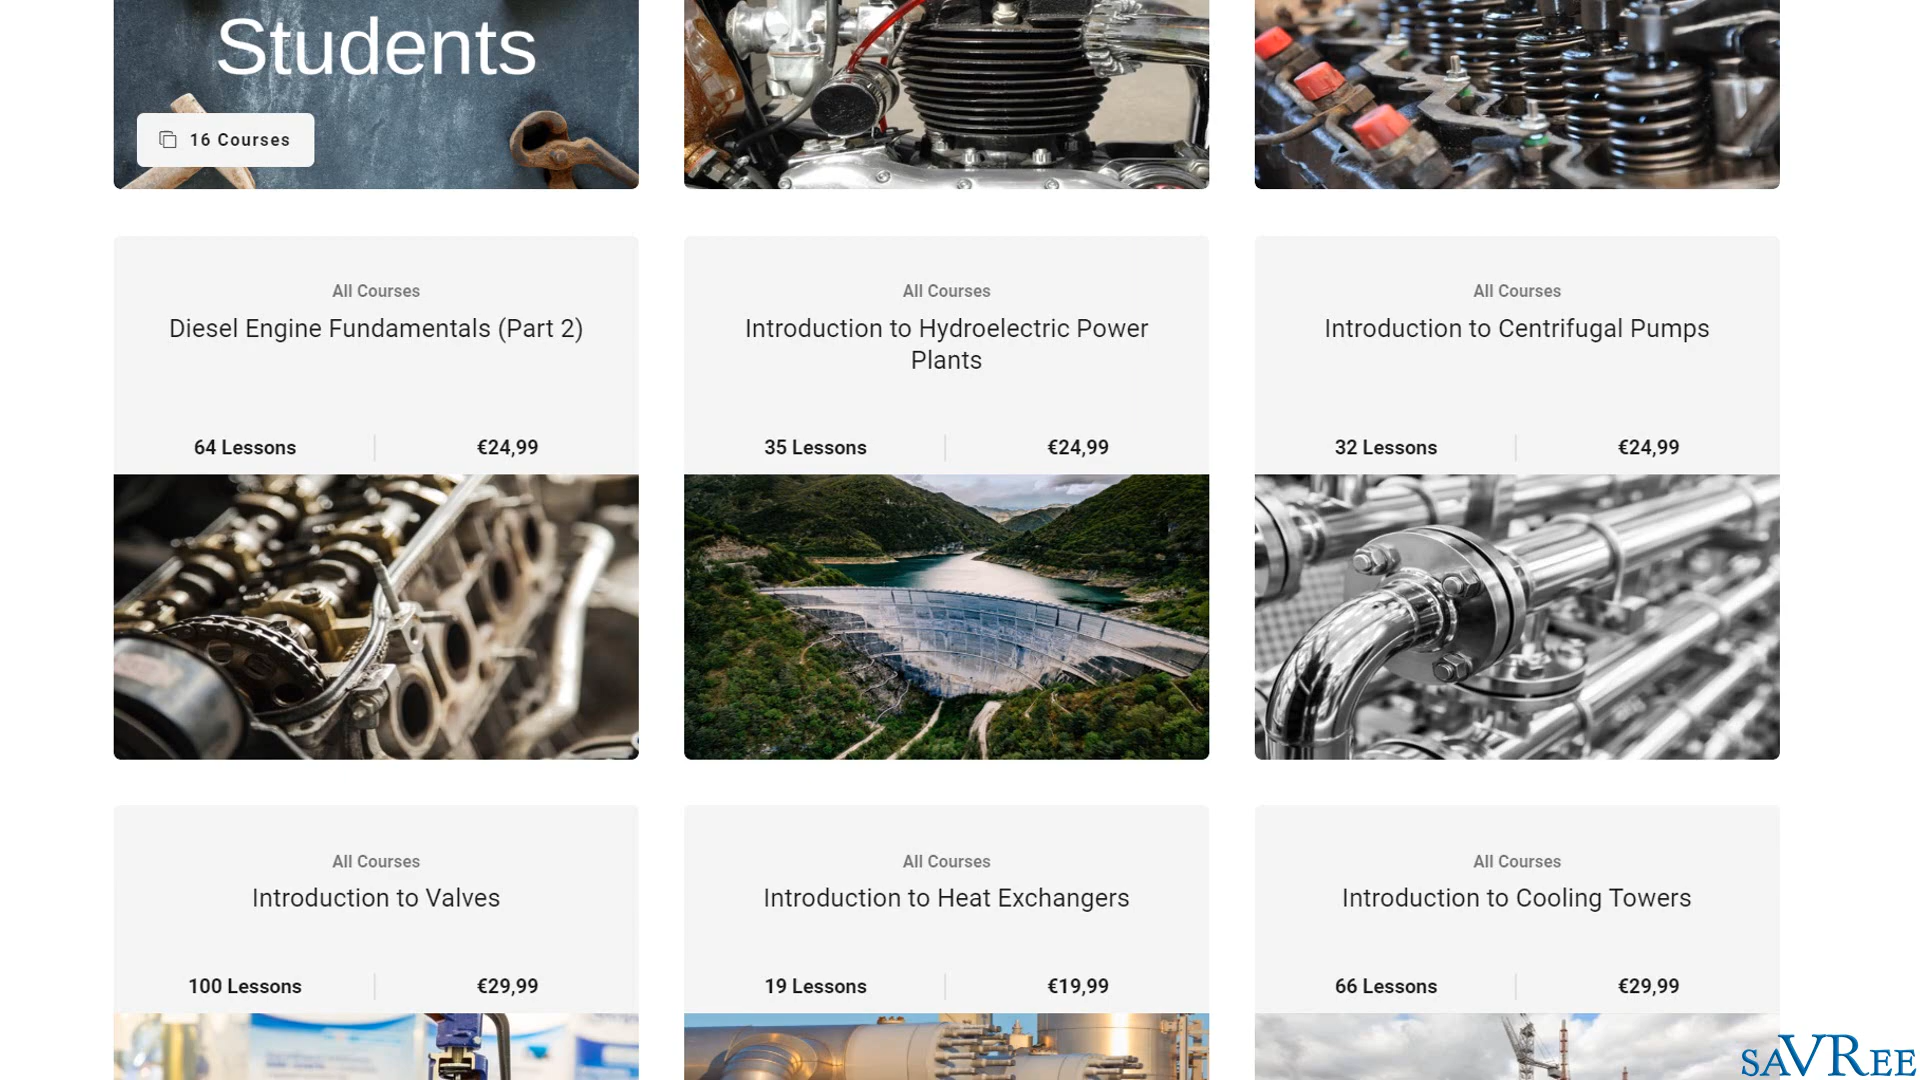 Students
16 Courses
All Courses
Diesel Engine Fundamentals (Part 2)
64 Lessons
€24,99
All Courses
Introduction to Hydroelectric Power
Plants
35 Lessons
€24,99
All Courses
Introduction to Centrifugal Pumps
32 Lessons
€24,99
All Courses
Introduction to Valves
100 Lessons
€29,99
All Courses
Introduction to Heat Exchangers
19 Lessons
€19,99
All Courses
Introduction to Cooling Towers
66 Lessons
€29,99
saVRee